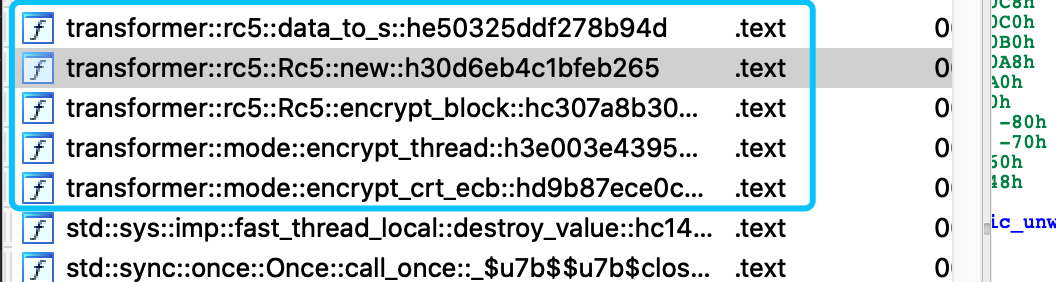 0C8h
transformer::rc5::data_to_s::he50325ddf278b94d .text 0 0C0h
0B0h
transformer::rc5::Rc5::new::h30d6eb4c1bfeb265 .text 0 0A8h
A0h
transformer::rc5::Rc5::encrypt_block::hc307a8b30... .text 0 0h
-80h
transformer::mode::encrypt_thread::h3e003e4395... .text 0 -70h
60h
transformer::mode::encrypt_crt_ecb::hd9b87ece0c... .text 0 48h
std::sys::imp::fast_thread_local::destroy_value::hc14... .text 0 ic_unw
std::sync::once::Once::call_once::_$u7b$$u7b$clos... .text 0